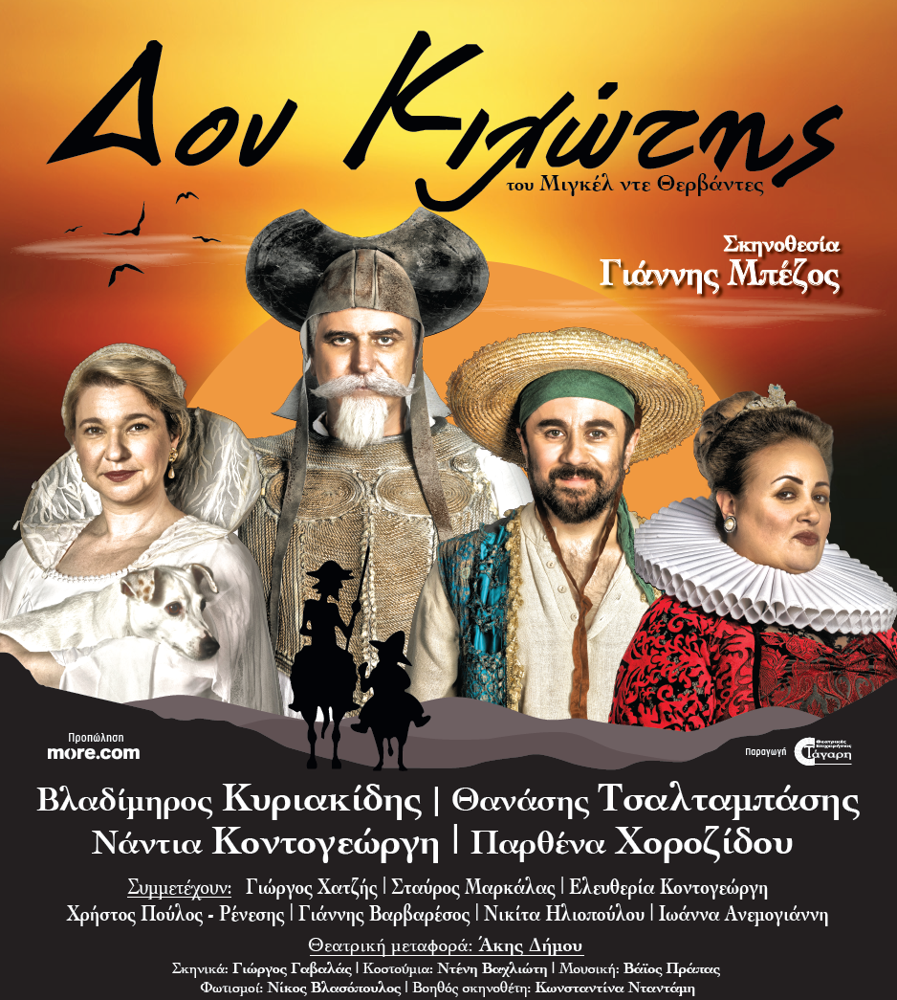 Δον Κιχώτης
του Μιγκέλ ντε Θερβάντες
Σκηνοθεσία
Γιάννης Μπέζος
Προπώληση
more.com
Παραγωγή
Θεατρικές
Επιχειρήσεις
Τάγαρη
Βλαδίμηρος Κυριακίδης | Θανάσης Τσαλταμπάσης
Νάντια Κοντογεώργη | Παρθένα Χοροζίδου
Συμμετέχουν: Γιώργος Χατζής | Σταύρος Μαρκάλας | Ελευθερία Κοντογεώργη
Χρήστος Πούλος - Ρένεσης | Γιάννης Βαρβαρέσος | Νικίτα Ηλιοπούλου | Ιωάννα Ανεμογιάννη
Θεατρική μεταφορά: Άκης Δήμου
Σκηνικά: Γιώργος Γαβαλάς | Κοστούμια: Ντένη Βαχλιώτη | Μουσική: Βάϊος Πράπας
Φωτισμοί: Νίκος Βλασόπουλος | Βοηθός σκηνοθέτη: Κωνσταντίνα Νταντάμη